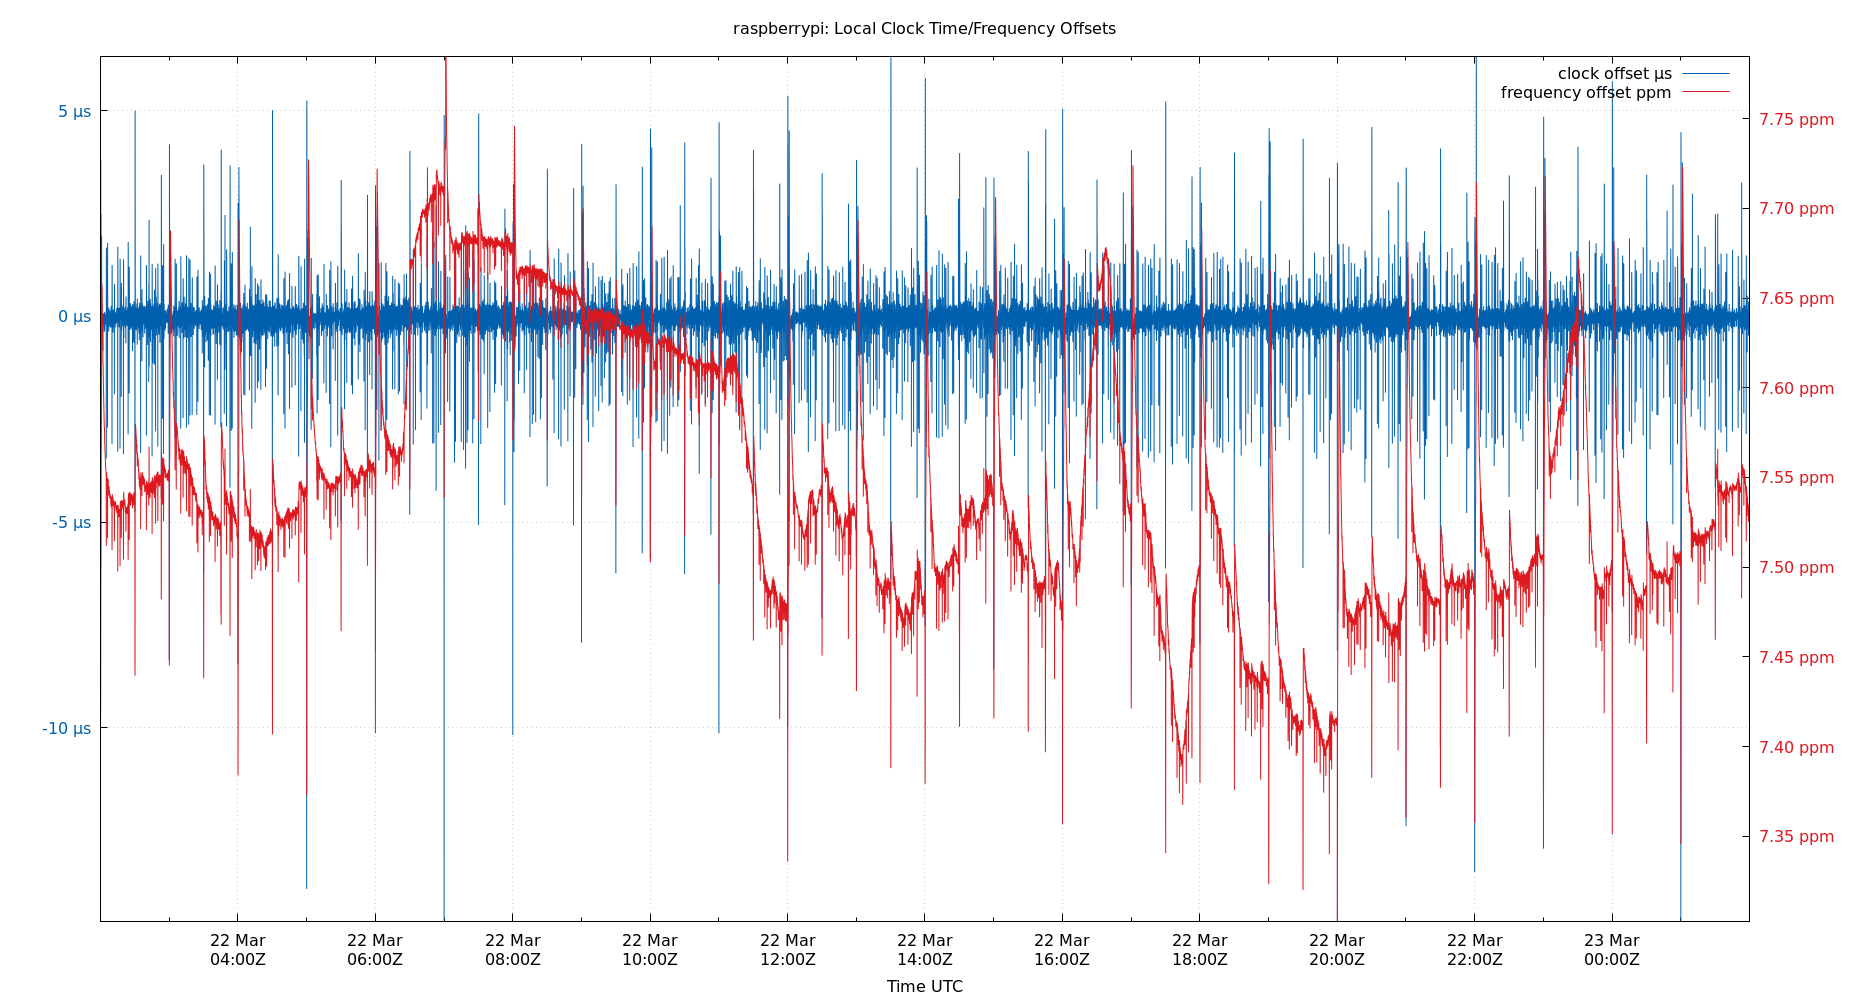 raspberrypi: Local Clock Time/Frequency Offsets
clock offset µs
frequency offset ppm
5 µs
0 µs
-5 µs
-10 µs
7.75 ppm
7.70 ppm
7.65 ppm
7.60 ppm
7.55 ppm
7.50 ppm
7.45 ppm
7.40 ppm
7.35 ppm
22 Mar 22 Mar 22 Mar 22 Mar 22 Mar 22 Mar 22 Mar 22 Mar 22 Mar 22 Mar 23 Mar
04:00Z 06:00Z 08:00Z 10:00Z 12:00Z 14:00Z 16:00Z 18:00Z 20:00Z 22:00Z 00:00Z
Time UTC